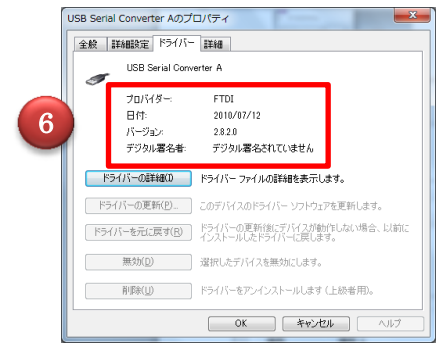 USB Serial Converter Aのプロパティ
全般 詳細設定 ドライバー 詳細
USB Serial Converter A
プロバイダー: FTDI
日付: 2010/07/12
バージョン: 2.8.2.0
デジタル署名者: デジタル署名されていません
6
ドライバーの詳細(I) ドライバー ファイルの詳細を表示します。
ドライバーの更新(P)... このデバイスのドライバー ソフトウェアを更新します。
ドライバーを元に戻す(R) ドライバーの更新後にデバイスが動作しない場合、以前に
インストールしたドライバーに戻します。
無効(D) 選択したデバイスを無効にします。
削除(U) ドライバーをアンインストールします (上級者用)。
OK キャンセル ヘルプ